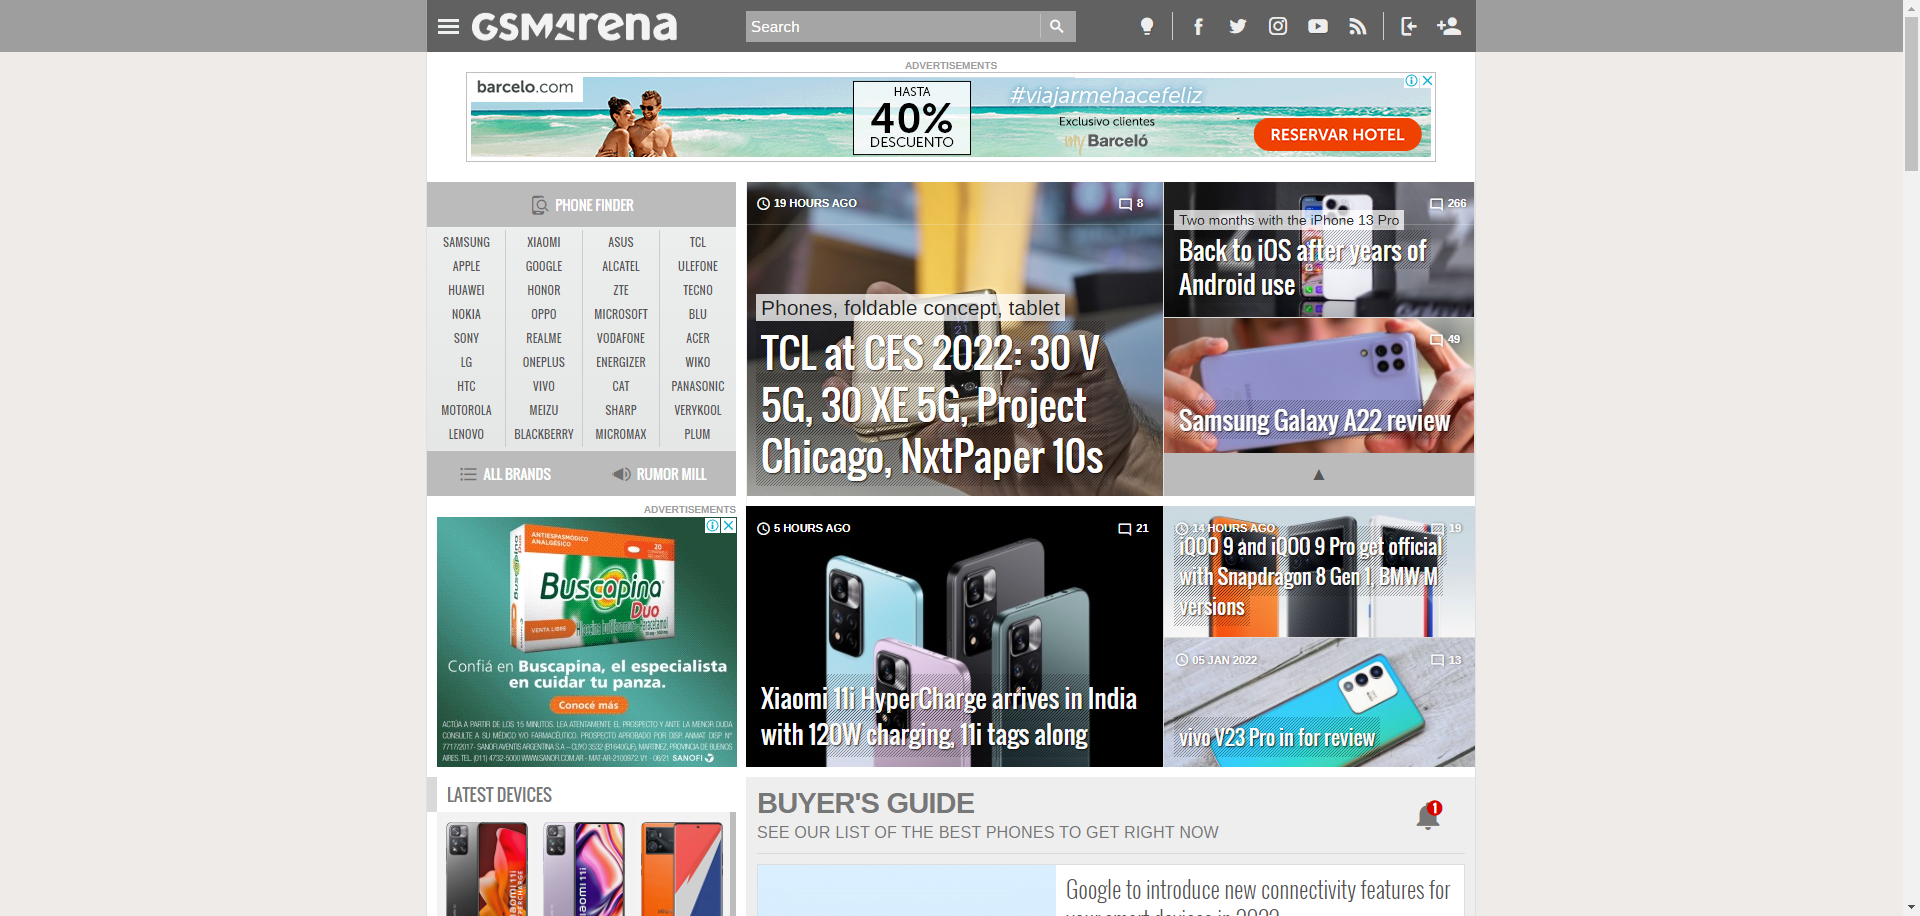 GSMArena
Search
ADVERTISEMENTS
barcelo.com
HASTA
40%
DESCUENTO
#viajarmehacefeliz
Exclusivo clientes
my Barceló
RESERVAR HOTEL
PHONE FINDER
SAMSUNG XIAOMI ASUS TCL
APPLE GOOGLE ALCATEL ULEFONE
HUAWEI HONOR ZTE TECNO
NOKIA OPPO MICROSOFT BLU
SONY REALME VODAFONE ACER
LG ONEPLUS ENERGIZER WIKO
HTC VIVO CAT PANASONIC
MOTOROLA MEIZU SHARP VERYKOOL
LENOVO BLACKBERRY MICROMAX PLUM
ALL BRANDS RUMOR MILL
19 HOURS AGO 8
Phones, foldable concept, tablet
TCL at CES 2022: 30 V
5G, 30 XE 5G, Project
Chicago, NxtPaper 10s
266
Two months with the iPhone 13 Pro
Back to iOS after years of
Android use
49
Samsung Galaxy A22 review
ADVERTISEMENTS
ANTIESPASMÓDICO
ANALGÉSICO
20
Buscapina
Duo
VENTA LIBRE
Confiá en Buscapina, el especialista
en cuidar tu panza.
Conocé más
ACTÚA A PARTIR DE LOS 15 MINUTOS. LEA ATENTAMENTE EL PROSPECTO Y ANTE LA MENOR DUDA
CONSULTE A SU MÉDICO Y/O FARMACÉUTICO. PROSPECTO APROBADO POR DISP. ANMAT DISP Nº
7717/2017- SANOFI AVENTIS ARGENTINA S.A – CUYO 3532 (B1640GJF), MARTINEZ, PROVINCIA DE BUENOS
AIRES. TEL. (011) 4732-5000 WWW.SANOFI.COM.AR - MAT-AR-2100972. V1 - 06/21 SANOFI
5 HOURS AGO 21
Xiaomi 11i HyperCharge arrives in India
with 120W charging, 11i tags along
14 HOURS AGO 19
iQOO 9 and iQOO 9 Pro get official
with Snapdragon 8 Gen 1, BMW M
versions
05 JAN 2022 13
vivo V23 Pro in for review
LATEST DEVICES
BUYER'S GUIDE
SEE OUR LIST OF THE BEST PHONES TO GET RIGHT NOW
1
Google to introduce new connectivity features for
your smart devices in 2022